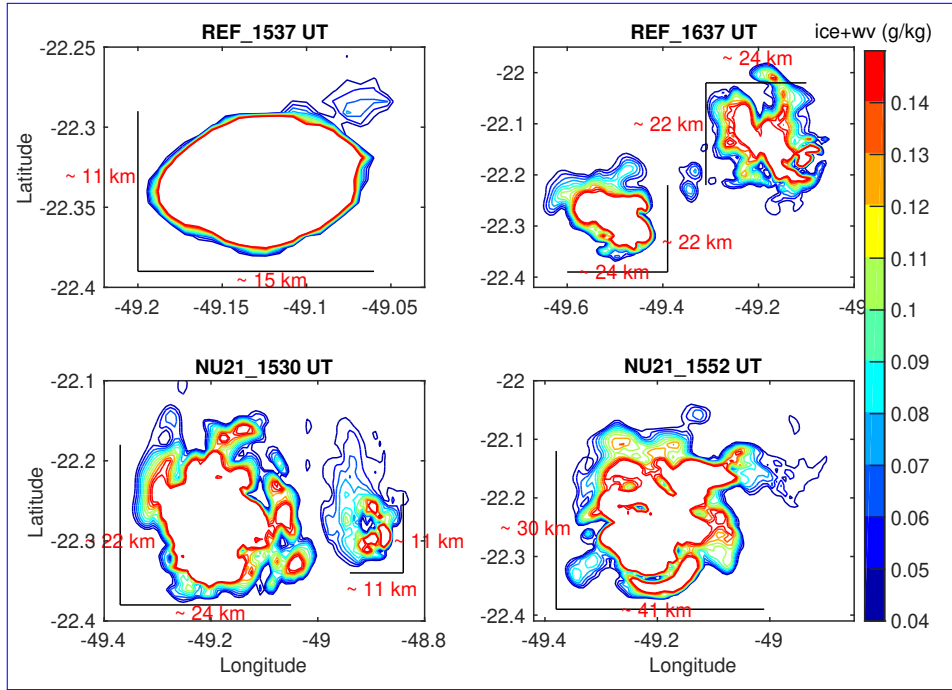 REF_1537 UT
REF_1637 UT
ice+wv (g/kg)
-22.25
-22.3
-22.35
-22.4
Latitude
~ 11 km
~ 15 km
-49.2
-49.15
-49.1
-49.05
-22
-22.1
-22.2
-22.3
-22.4
~ 24 km
~ 22 km
~ 22 km
~ 24 km
-49.6
-49.4
-49.2
-49
0.14
0.13
0.12
0.11
0.1
0.09
0.08
0.07
0.06
0.05
0.04
NU21_1530 UT
NU21_1552 UT
-22.1
-22.2
-22.3
-22.4
Latitude
~ 22 km
~ 24 km
~ 11 km
~ 11 km
-49.4
-49.2
-49
-48.8
Longitude
-22
-22.1
-22.2
-22.3
-22.4
~ 30 km
~ 41 km
-49.4
-49.2
-49
Longitude